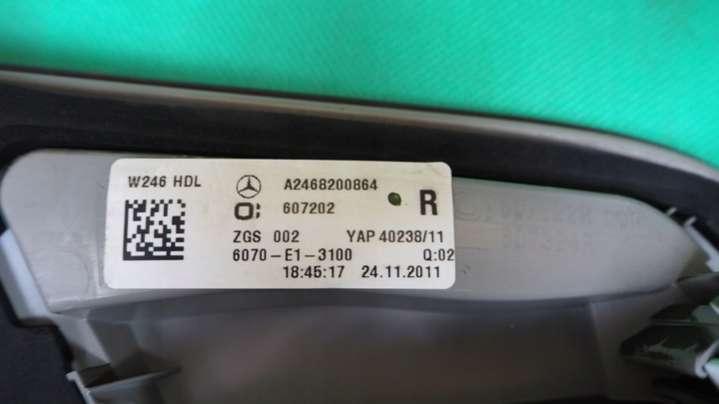 W246 HDL
A2468200864
O: 607202
R
ZGS 002 YAP 40238/11
6070-E1-3100 Q:02
18:45:17 24.11.2011